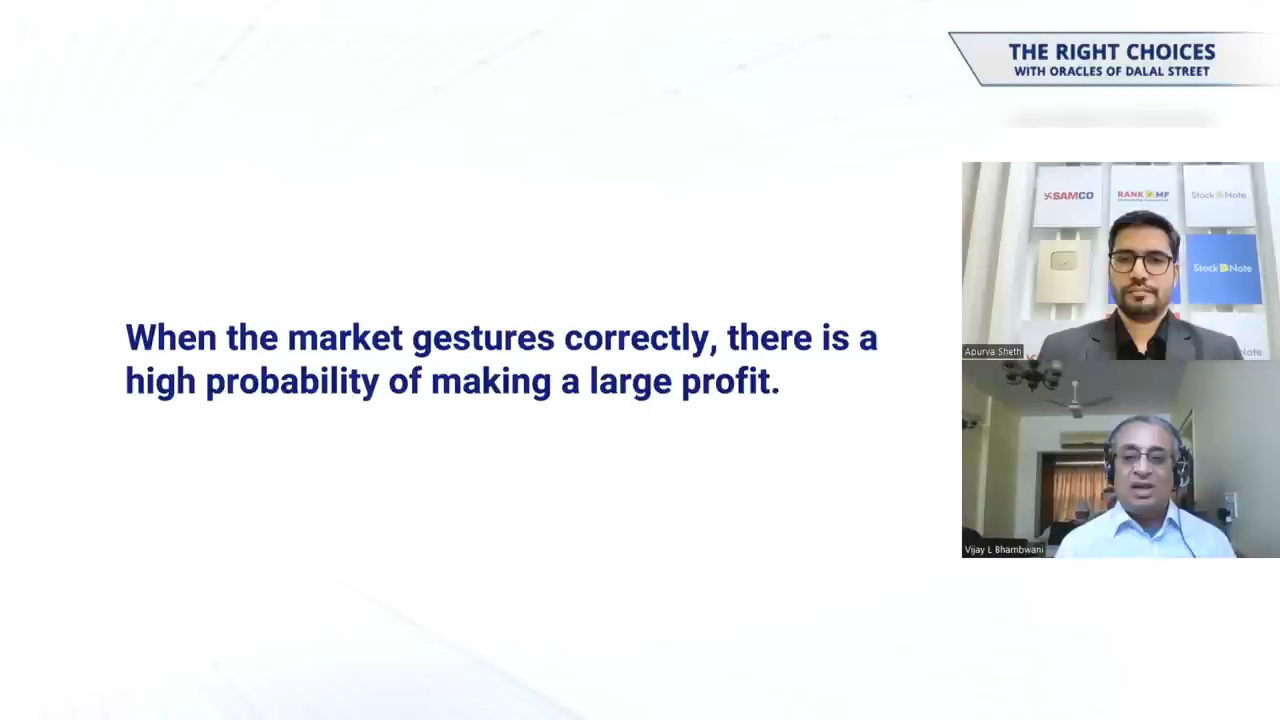 THE RIGHT CHOICES
WITH ORACLES OF DALAL STREET
SAMCO
RANK MF
Stock Note
Stock Note
Apurva Sheth
Note
When the market gestures correctly, there is a
high probability of making a large profit.
Vijay L Bhambwani